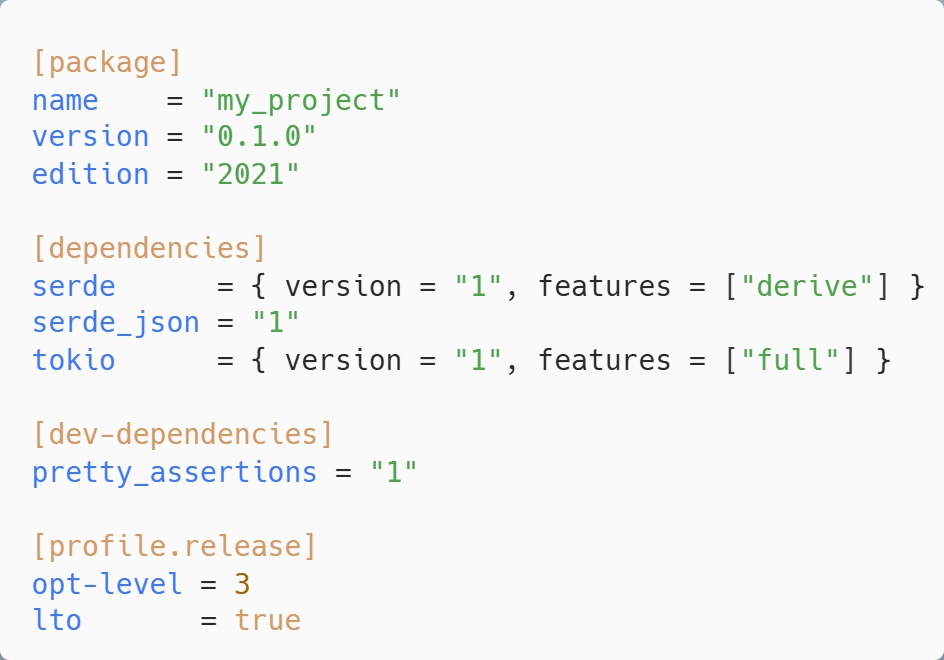 [package]
name    = "my_project"
version = "0.1.0"
edition = "2021"

[dependencies]
serde      = { version = "1", features = ["derive"] }
serde_json = "1"
tokio      = { version = "1", features = ["full"] }

[dev-dependencies]
pretty_assertions = "1"

[profile.release]
opt-level = 3
lto       = true